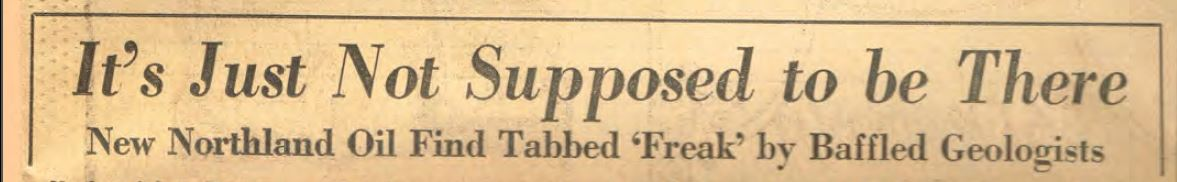 It's Just Not Supposed to be There
New Northland Oil Find Tabbed ‘Freak’ by Baffled Geologists